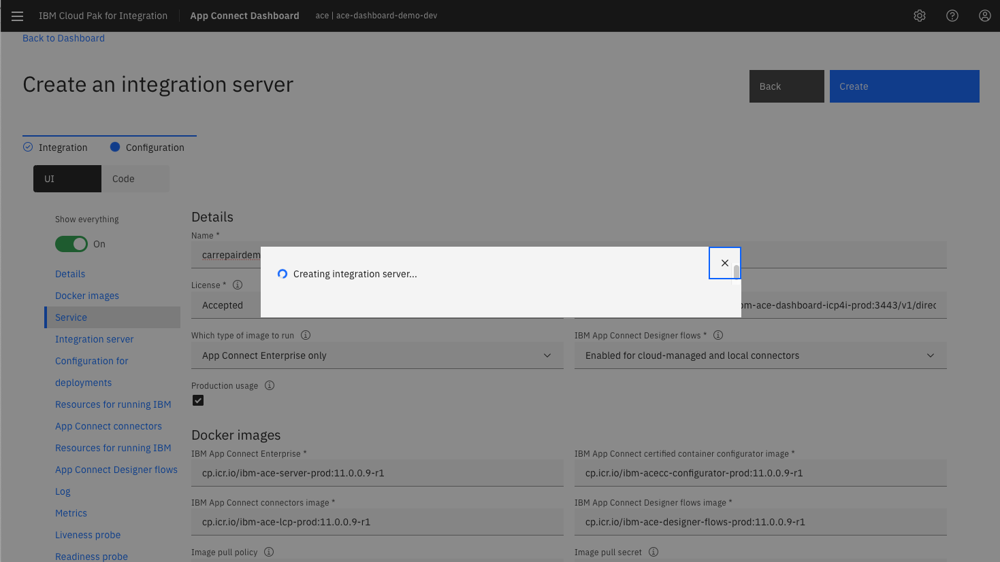 IBM Cloud Pak for Integration App Connect Dashboard ace | ace-dashboard-demo-dev
Back to Dashboard
Create an integration server
Back
Create
Integration
Configuration
UI
Code
Show everything
On
Details
Docker images
Service
Integration server
Configuration for
deployments
Resources for running IBM
App Connect connectors
Resources for running IBM
App Connect Designer flows
Log
Metrics
Liveness probe
Readiness probe
Details
Name *
carrepairdem
Creating integration server...
License *
Accepted
-ace-dashboard-icp4i-prod:3443/v1/direc
Which type of image to run
App Connect Enterprise only
IBM App Connect Designer flows *
Enabled for cloud-managed and local connectors
Production usage
Docker images
IBM App Connect Enterprise *
cp.icr.io/ibm-ace-server-prod:11.0.0.9-r1
IBM App Connect certified container configurator image *
cp.icr.io/ibm-acecc-configurator-prod:11.0.0.9-r1
IBM App Connect connectors image *
cp.icr.io/ibm-ace-lcp-prod:11.0.0.9-r1
IBM App Connect Designer flows image *
cp.icr.io/ibm-ace-designer-flows-prod:11.0.0.9-r1
Image pull policy
Image pull secret